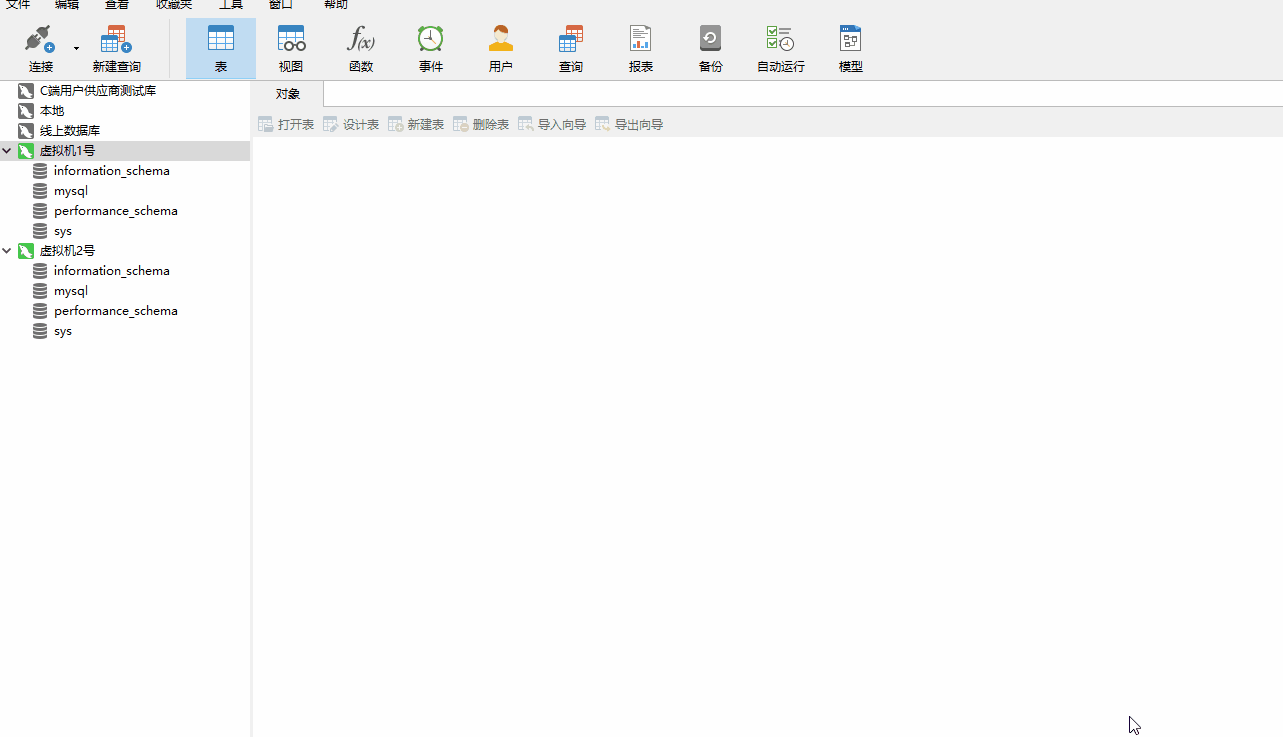 文件 编辑 查看 收藏夹 工具 窗口 帮助
连接 新建查询 表 视图 f(x) 函数 事件 用户 查询 报表 备份 自动运行 模型
C端用户供应商测试库
对象
本地
打开表 设计表 新建表 删除表 导入向导 导出向导
线上数据库
虚拟机1号
information_schema
mysql
performance_schema
sys
虚拟机2号
information_schema
mysql
performance_schema
sys